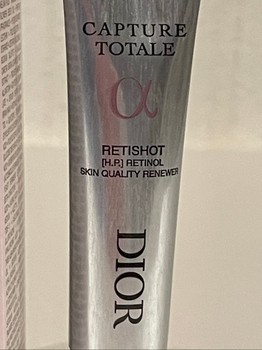 CAPTURE
TOTALE
α
RETISHOT
[H.P.] RETINOL
SKIN QUALITY RENEWER
DIOR